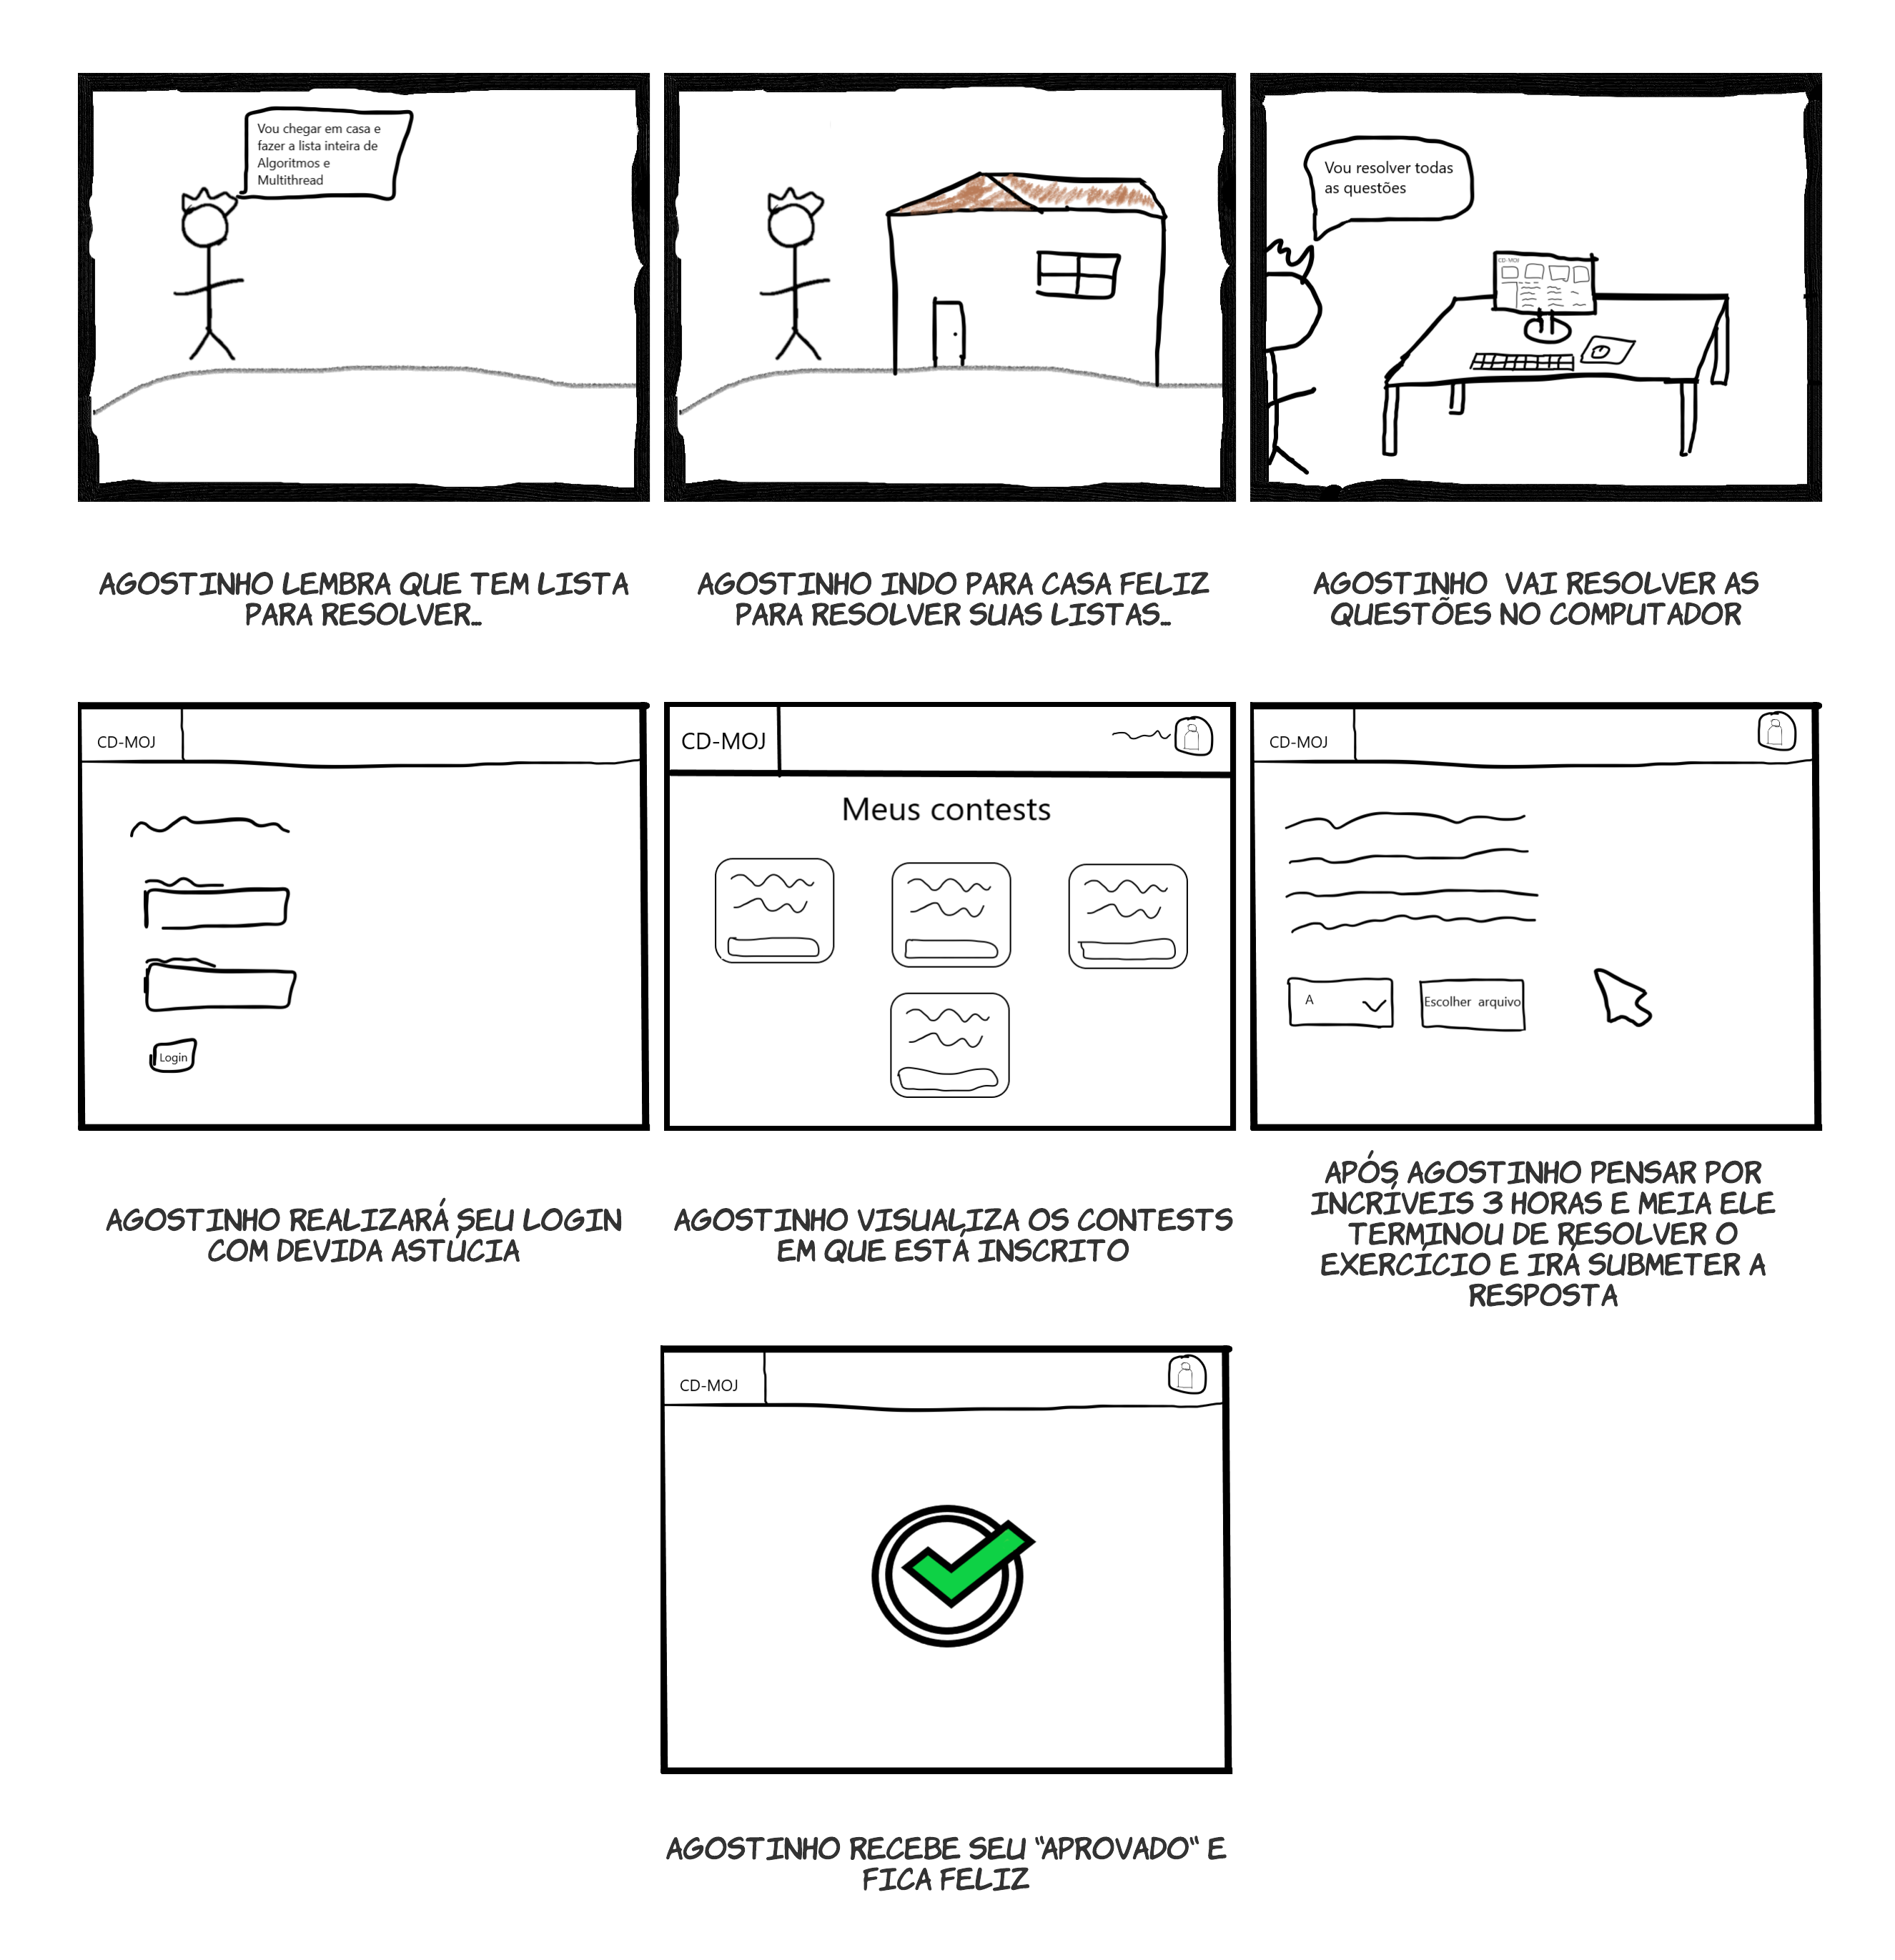 Vou chegar em casa e
fazer a lista inteira de
Algoritmos e
Multithread
Vou resolver todas
as questões
CD-MOJ
AGOSTINHO LEMBRA QUE TEM LISTA
PARA RESOLVER...
AGOSTINHO INDO PARA CASA FELIZ
PARA RESOLVER SUAS LISTAS...
AGOSTINHO VAI RESOLVER AS
QUESTÕES NO COMPUTADOR
CD-MOJ
Login
CD-MOJ
Meus contests
CD-MOJ
A
Escolher arquivo
AGOSTINHO REALIZARÁ SEU LOGIN
COM DEVIDA ASTÚCIA
AGOSTINHO VISUALIZA OS CONTESTS
EM QUE ESTÁ INSCRITO
APÓS AGOSTINHO PENSAR POR
INCRÍVEIS 3 HORAS E MEIA ELE
TERMINOU DE RESOLVER O
EXERCÍCIO E IRÁ SUBMETER A
RESPOSTA
CD-MOJ
AGOSTINHO RECEBE SEU "APROVADO" E
FICA FELIZ